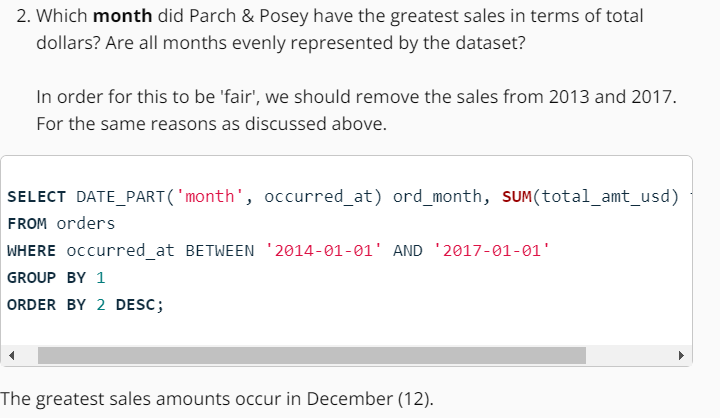 2. Which month did Parch & Posey have the greatest sales in terms of total
dollars? Are all months evenly represented by the dataset?
In order for this to be 'fair', we should remove the sales from 2013 and 2017.
For the same reasons as discussed above.
SELECT DATE_PART('month', occurred_at) ord_month, SUM(total_amt_usd)
FROM orders
WHERE occurred_at BETWEEN '2014-01-01' AND '2017-01-01'
GROUP BY 1
ORDER BY 2 DESC;
The greatest sales amounts occur in December (12).